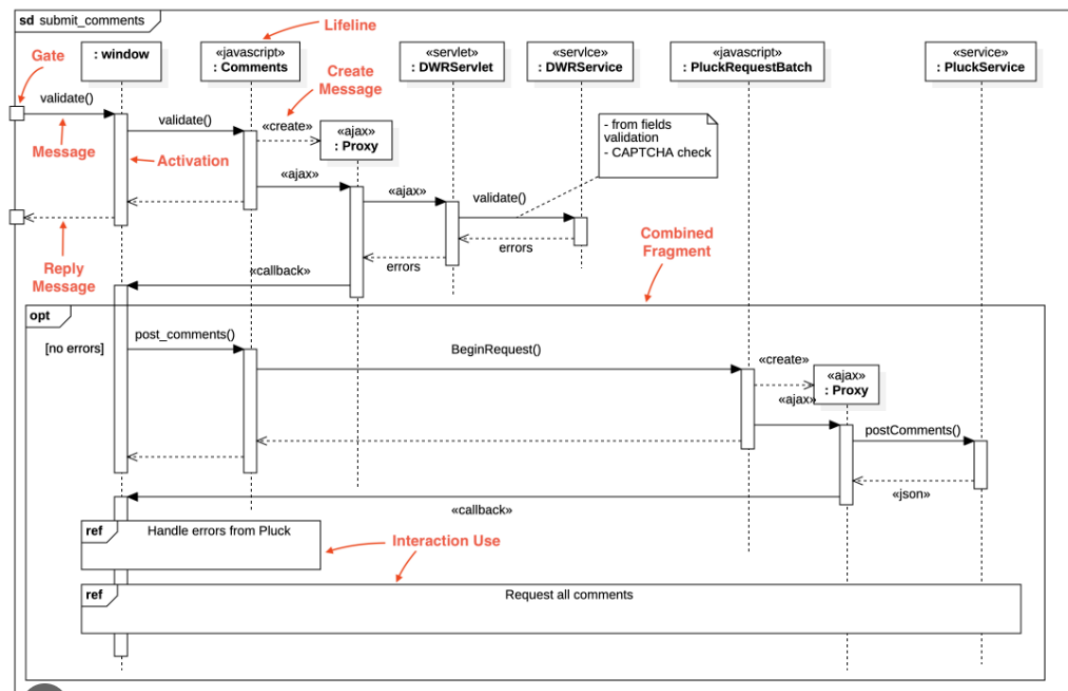 sd submit_comments
Lifeline
Gate
: window
«javascript»
: Comments
«servlet»
: DWRServlet
«servlce»
: DWRService
«javascript»
: PluckRequestBatch
«service»
: PluckService
Create
Message
validate()
validate()
«create»
«ajax»
: Proxy
- from fields
validation
- CAPTCHA check
Message
Activation
«ajax»
«ajax»
validate()
errors
errors
Reply
Message
«callback»
Combined
Fragment
opt
[no errors]
post_comments()
BeginRequest()
«create»
«ajax»
: Proxy
«ajax»
postComments()
«json»
«callback»
ref
Handle errors from Pluck
Interaction Use
ref
Request all comments